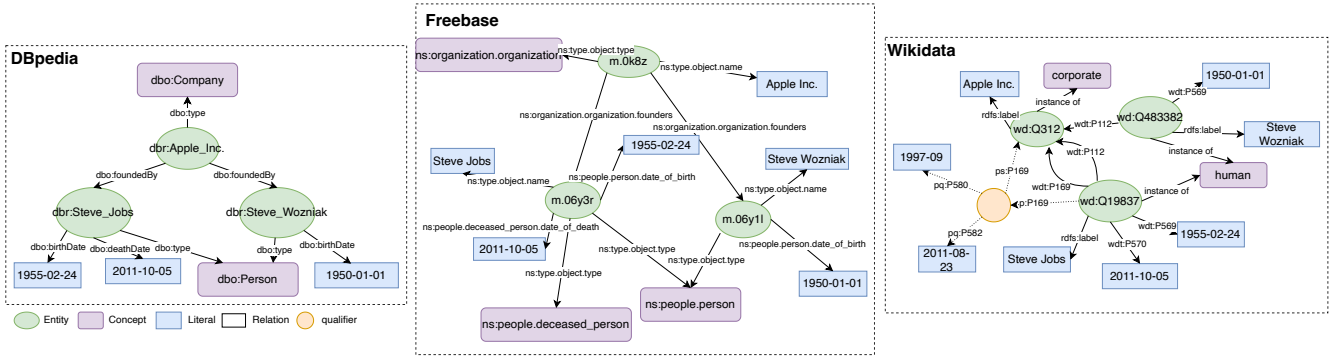 DBpedia
dbo:Company
dbo:type
dbr:Apple_Inc.
dbo:foundedBy
dbo:foundedBy
dbr:Steve_Jobs
dbr:Steve_Wozniak
dbo:birthDate
dbo:deathDate
dbo:type
dbo:type
dbo:birthDate
1955-02-24
2011-10-05
dbo:Person
1950-01-01
Entity
Concept
Literal
Relation
qualifier
Freebase
ns:organization.organization
ns:type.object.type
m.0k8z
ns:type.object.name
Apple Inc.
ns:organization.organization.founders
ns:organization.organization.founders
1955-02-24
Steve Jobs
Steve Wozniak
ns:type.object.name
ns:people.person.date_of_birth
ns:type.object.name
m.06y3r
m.06y1l
ns:people.deceased_person.date_of_death
2011-10-05
ns:type.object.type
ns:people.person.date_of_birth
ns:type.object.type
ns:type.object.type
1950-01-01
ns:people.person
ns:people.deceased_person
Wikidata
Apple Inc.
corporate
1950-01-01
instance of
wdt:P569
rdfs:label
wd:Q312
wdt:P112
wd:Q483382
rdfs:label
Steve
Wozniak
1997-09
wdt:P112
instance of
ps:P169
human
pq:P580
wdt:P169
instance of
p:P169
wd:Q19837
pq:P582
wdt:P569
1955-02-24
rdfs:label
wdt:P570
2011-08-
23
Steve Jobs
2011-10-05